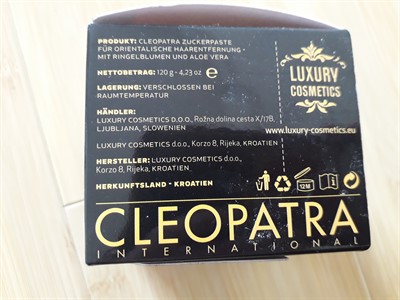 PRODUKT: CLEOPATRA ZUCKERPASTE
FÜR ORIENTALISCHE HAARENTFERNUNG -
MIT RINGELBLUMEN UND ALOE VERA
NETTOBETRAG: 120 g - 4,23 oz ℮
LAGERUNG: VERSCHLOSSEN BEI
RAUMTEMPERATUR
HÄNDLER:
LUXURY COSMETICS D.O.O., Rožna dolina cesta X/17B,
LJUBLJANA, SLOWENIEN
LUXURY COSMETICS d.o.o., Korzo 8, Rijeka, KROATIEN
HERSTELLER: LUXURY COSMETICS d.o.o.,
Korzo 8, Rijeka, KROATIEN
HERKUNFTSLAND - KROATIEN
LUXURY
COSMETICS
www.luxury-cosmetics.eu
12M
CLEOPATRA
INTERNATIONAL